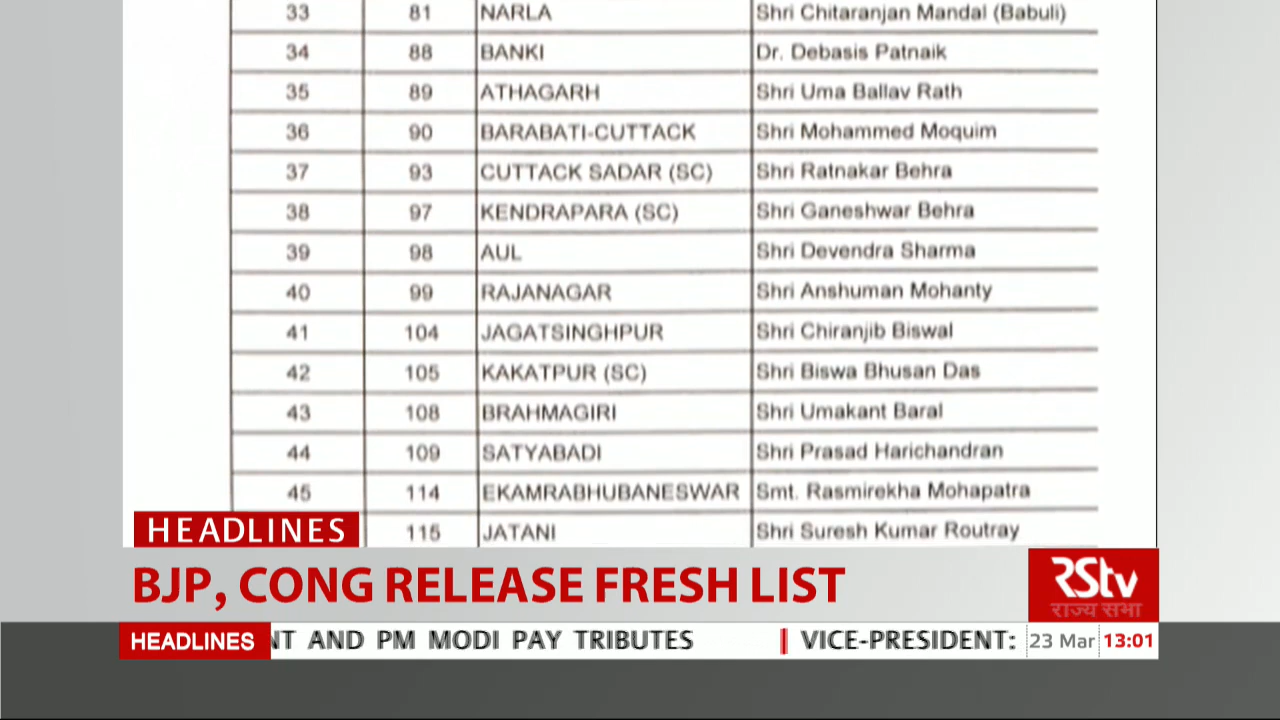 33 81 NARLA Shri Chitaranjan Mandal (Babuli)
34 88 BANKI Dr. Debasis Patnaik
35 89 ATHAGARH Shri Uma Ballav Rath
36 90 BARABATI-CUTTACK Shri Mohammed Moquim
37 93 CUTTACK SADAR (SC) Shri Ratnakar Behra
38 97 KENDRAPARA (SC) Shri Ganeshwar Behra
39 98 AUL Shri Devendra Sharma
40 99 RAJANAGAR Shri Anshuman Mohanty
41 104 JAGATSINGHPUR Shri Chiranjib Biswal
42 105 KAKATPUR (SC) Shri Biswa Bhusan Das
43 108 BRAHMAGIRI Shri Umakant Baral
44 109 SATYABADI Shri Prasad Harichandran
45 114 EKAMRABHUBANESWAR Smt. Rasmirekha Mohapatra
115 JATANI Shri Suresh Kumar Routray
HEADLINES
BJP, CONG RELEASE FRESH LIST
RStv
राज्य सभा
HEADLINES NT AND PM MODI PAY TRIBUTES | VICE-PRESIDENT: 23 Mar 13:01